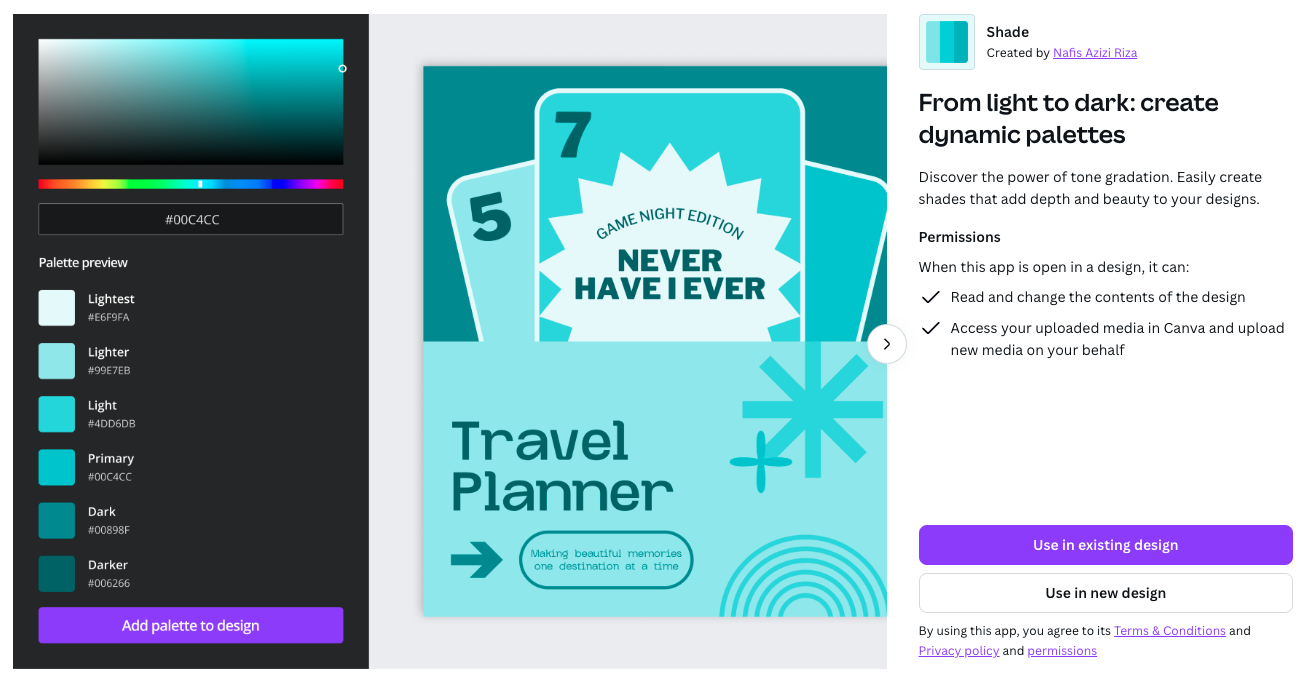 #00C4CC
Palette preview
Lightest
#E6F9FA
Lighter
#99E7EB
Light
#4DD6DB
Primary
#00C4CC
Dark
#00898F
Darker
#006266
Add palette to design
7
5
GAME NIGHT EDITION
NEVER
HAVE I EVER
Travel
Planner
Making beautiful memories
one destination at a time
Shade
Created by Nafis Azizi Riza
From light to dark: create
dynamic palettes
Discover the power of tone gradation. Easily create
shades that add depth and beauty to your designs.
Permissions
When this app is open in a design, it can:
Read and change the contents of the design
Access your uploaded media in Canva and upload
new media on your behalf
Use in existing design
Use in new design
By using this app, you agree to its Terms & Conditions and
Privacy policy and permissions